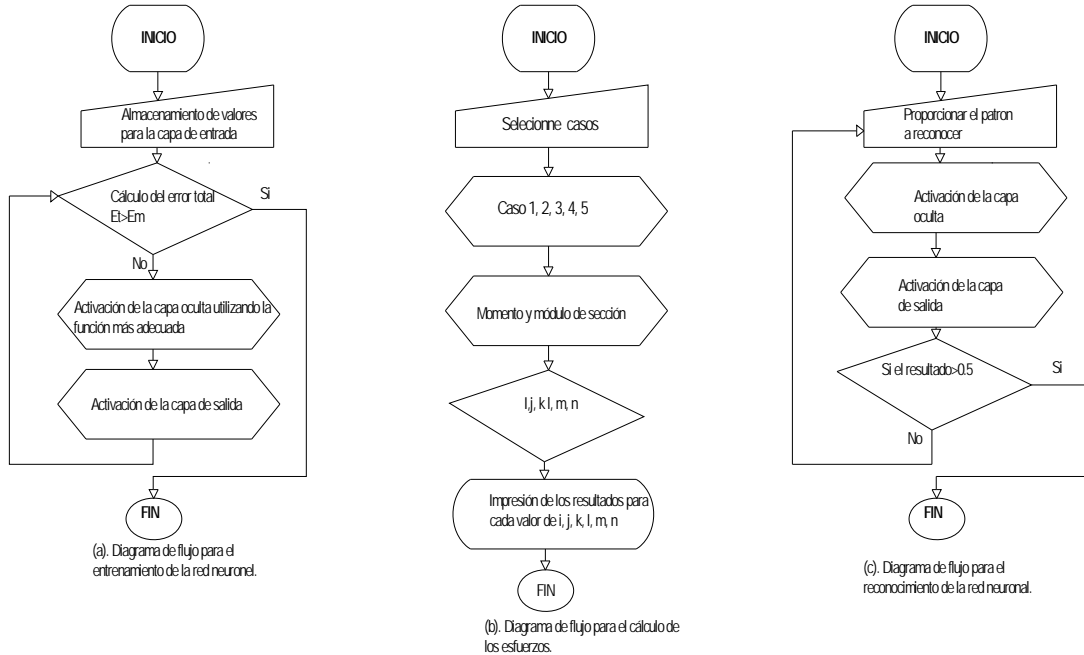 INICIO
Almacenamiento de valores
para la capa de entrada
Cálculo del error total
Et>Em
Si
No
Activación de la capa oculta utilizando la
función más adecuada
Activación de la capa de salida
FIN
(a). Diagrama de flujo para el
entrenamiento de la red neuronel.
INICIO
Selecionne casos
Caso 1, 2, 3, 4, 5
Momento y módulo de sección
I,j, k l, m, n
Impresión de los resultados para
cada valor de i, j, k, l, m, n
FIN
(b). Diagrama de flujo para el cálculo de
los esfuerzos.
INICIO
Proporcionar el patron
a reconocer
Activación de la capa
oculta
Activación de la capa
de salida
Si el resultado>0.5
Si
No
FIN
(c). Diagrama de flujo para el
reconocimiento de la red neuronal.